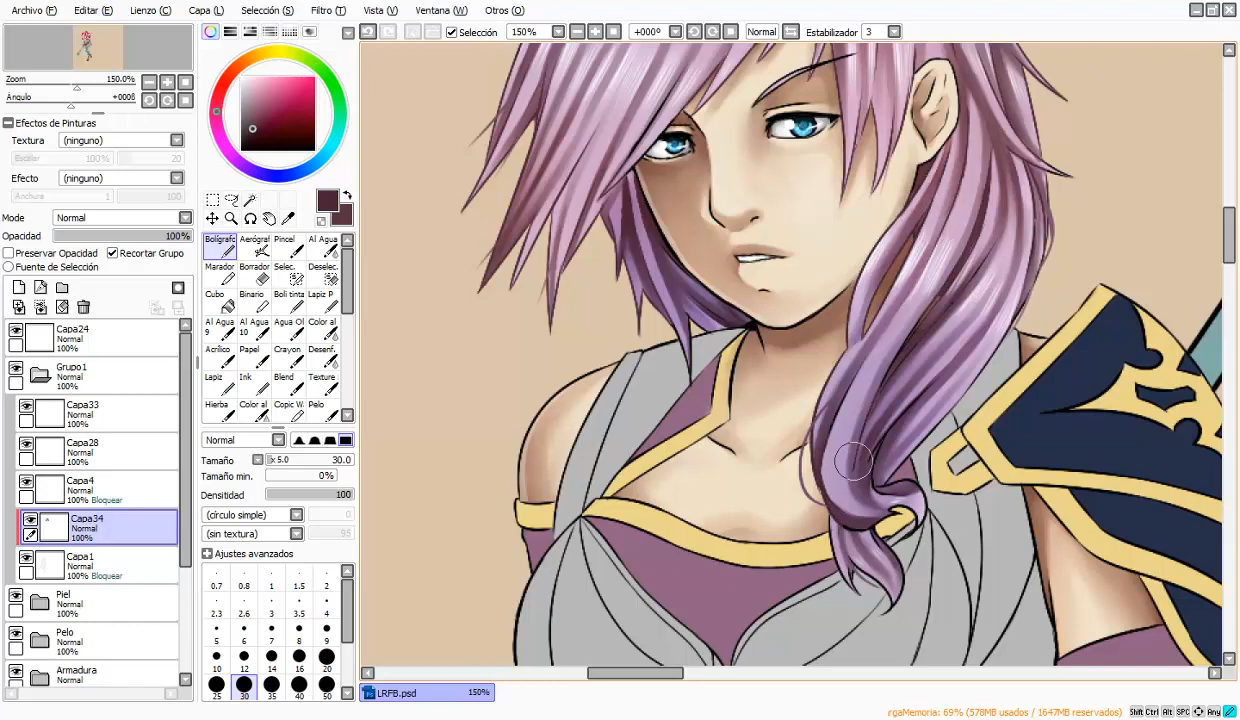 Archivo (F) Editar (E) Lienzo (C) Capa (L) Selección (S) Filtro (T) Vista (V) Ventana (W) Otros (O)
Selección 150% +000º Normal Estabilizador 3
Zoom 150.0%
Ángulo +000ß
Efectos de Pinturas
Textura (ninguno)
Escalar 100% 20
Efecto (ninguno)
Anchura 1 100
Modo Normal
Opacidad 100%
Preservar Opacidad Recortar Grupo
Fuente de Selección
Capa24
Normal
100%
Grupo1
Normal
100%
Capa33
Normal
100%
Capa28
Normal
100%
Capa4
Normal
100% Bloquear
Capa34
Normal
100%
Capa1
Normal
100% Bloquear
Piel
Normal
100%
Pelo
Normal
100%
Armadura
Normal
Bolígrafo Aerógraf Pincel Al Agua
Marador Borrador Selec. Deselec.
Cubo Binario Boli tinta Lapiz P
Al Agua 9 Al Agua 10 Agua Ol Color al
Acrílico Papel Crayon Desenf.
Lapiz Ink Blend Texture
Hierba Color al Copic W Pelo
Normal
Tamaño x 5.0 30.0
Tamaño min. 0%
Densitidad 100
(círculo simple) 0
(sin textura) 95
Ajustes avanzados
0.7 0.8 1 1.5 2
2.3 2.6 3 3.5 4
5 6 7 8 9
10 12 14 16 20
25 30 35 40 50
LRFB.psd 150%
rgaMemoria: 69% (578MB usados / 1647MB reservados) Shift Ctrl Alt SPC Any